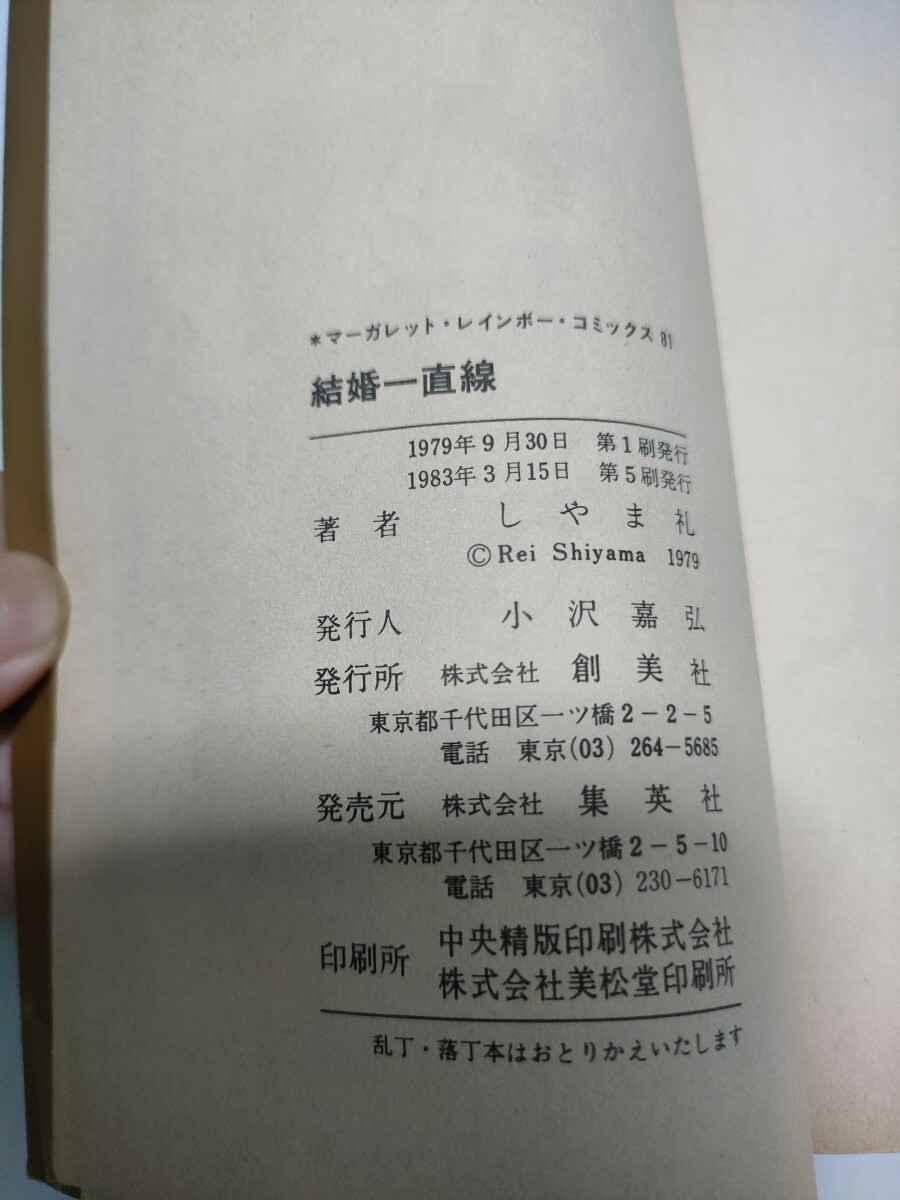 *マーガレット・レインボー・コミックス 81
結婚一直線
1979年9月30日 第1刷発行
1983年3月15日 第5刷発行
著者 しやま礼
©Rei Shiyama 1979
発行人 小沢嘉弘
発行所 株式会社 創美社
東京都千代田区一ツ橋2-2-5
電話 東京(03) 264-5685
発売元 株式会社 集英社
東京都千代田区一ツ橋2-5-10
電話 東京(03) 230-6171
印刷所 中央精版印刷株式会社
株式会社美松堂印刷所
乱丁・落丁本はおとりかえいたします